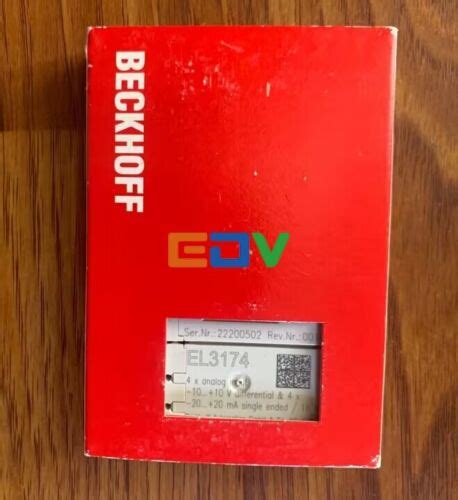 BECKHOFF
EDV
Ser.Nr.: 22200502 Rev.Nr.: 001
EL3174
4 x analog
-10...+10 V differential & 4 x
-20...+20 mA single ended /